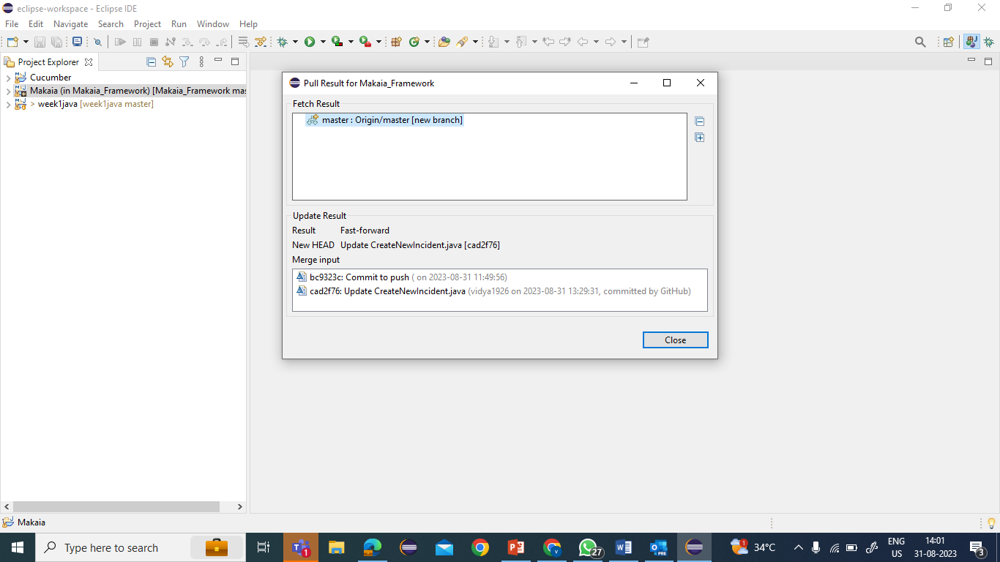 eclipse-workspace - Eclipse IDE
File Edit Navigate Search Project Run Window Help
Project Explorer
Cucumber
Makaia (in Makaia_Framework) [Makaia_Framework mas
> week1java [week1java master]
Pull Result for Makaia_Framework
Fetch Result
master : Origin/master [new branch]
Update Result
Result Fast-forward
New HEAD Update CreateNewIncident.java [cad2f76]
Merge input
bc9323c: Commit to push ( on 2023-08-31 11:49:56)
cad2f76: Update CreateNewIncident.java (vidya1926 on 2023-08-31 13:29:31, committed by GitHub)
Close
Makaia
Type here to search
1
27
PRE
1
34°C
ENG
US
14:01
31-08-2023
3